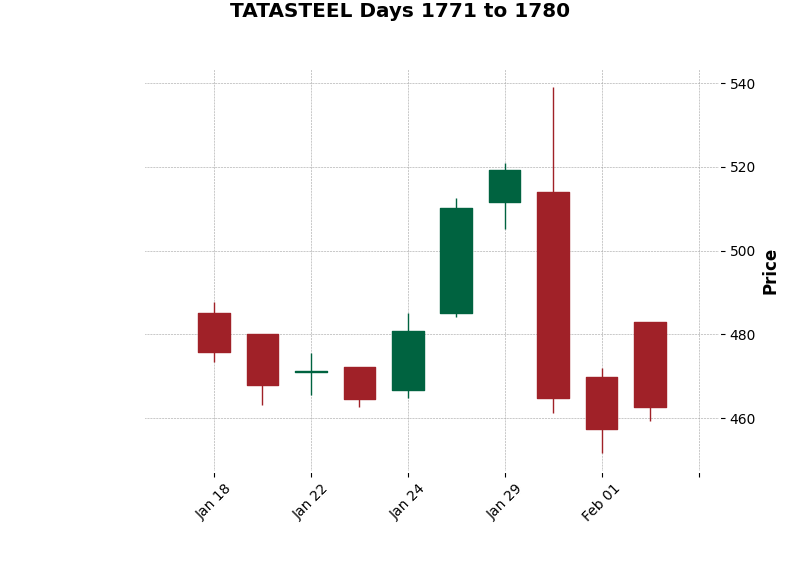 TATASTEEL Days 1771 to 1780
540
520
500
480
460
Price
Jan 18
Jan 22
Jan 24
Jan 29
Feb 01